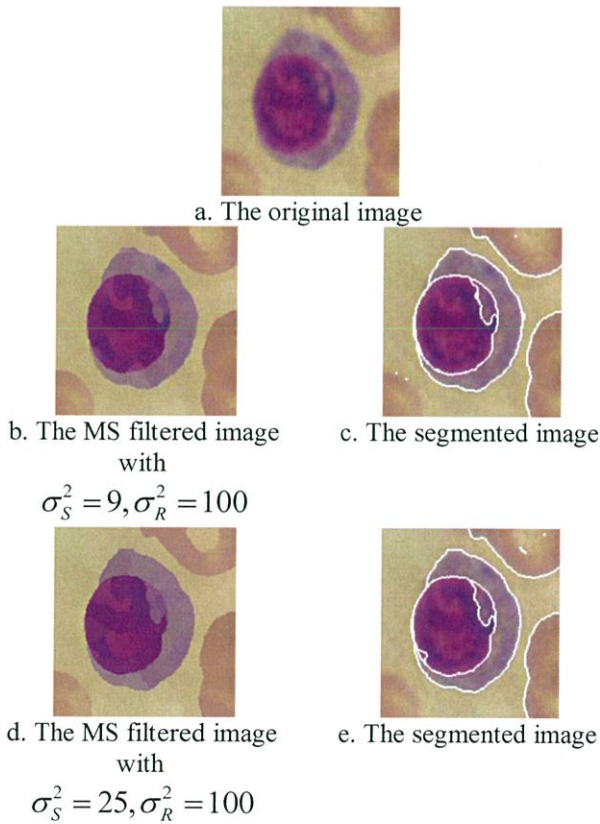 a. The original image
b. The MS filtered image
with
σ_S^2 = 9, σ_R^2 = 100
c. The segmented image
d. The MS filtered image
with
σ_S^2 = 25, σ_R^2 = 100
e. The segmented image